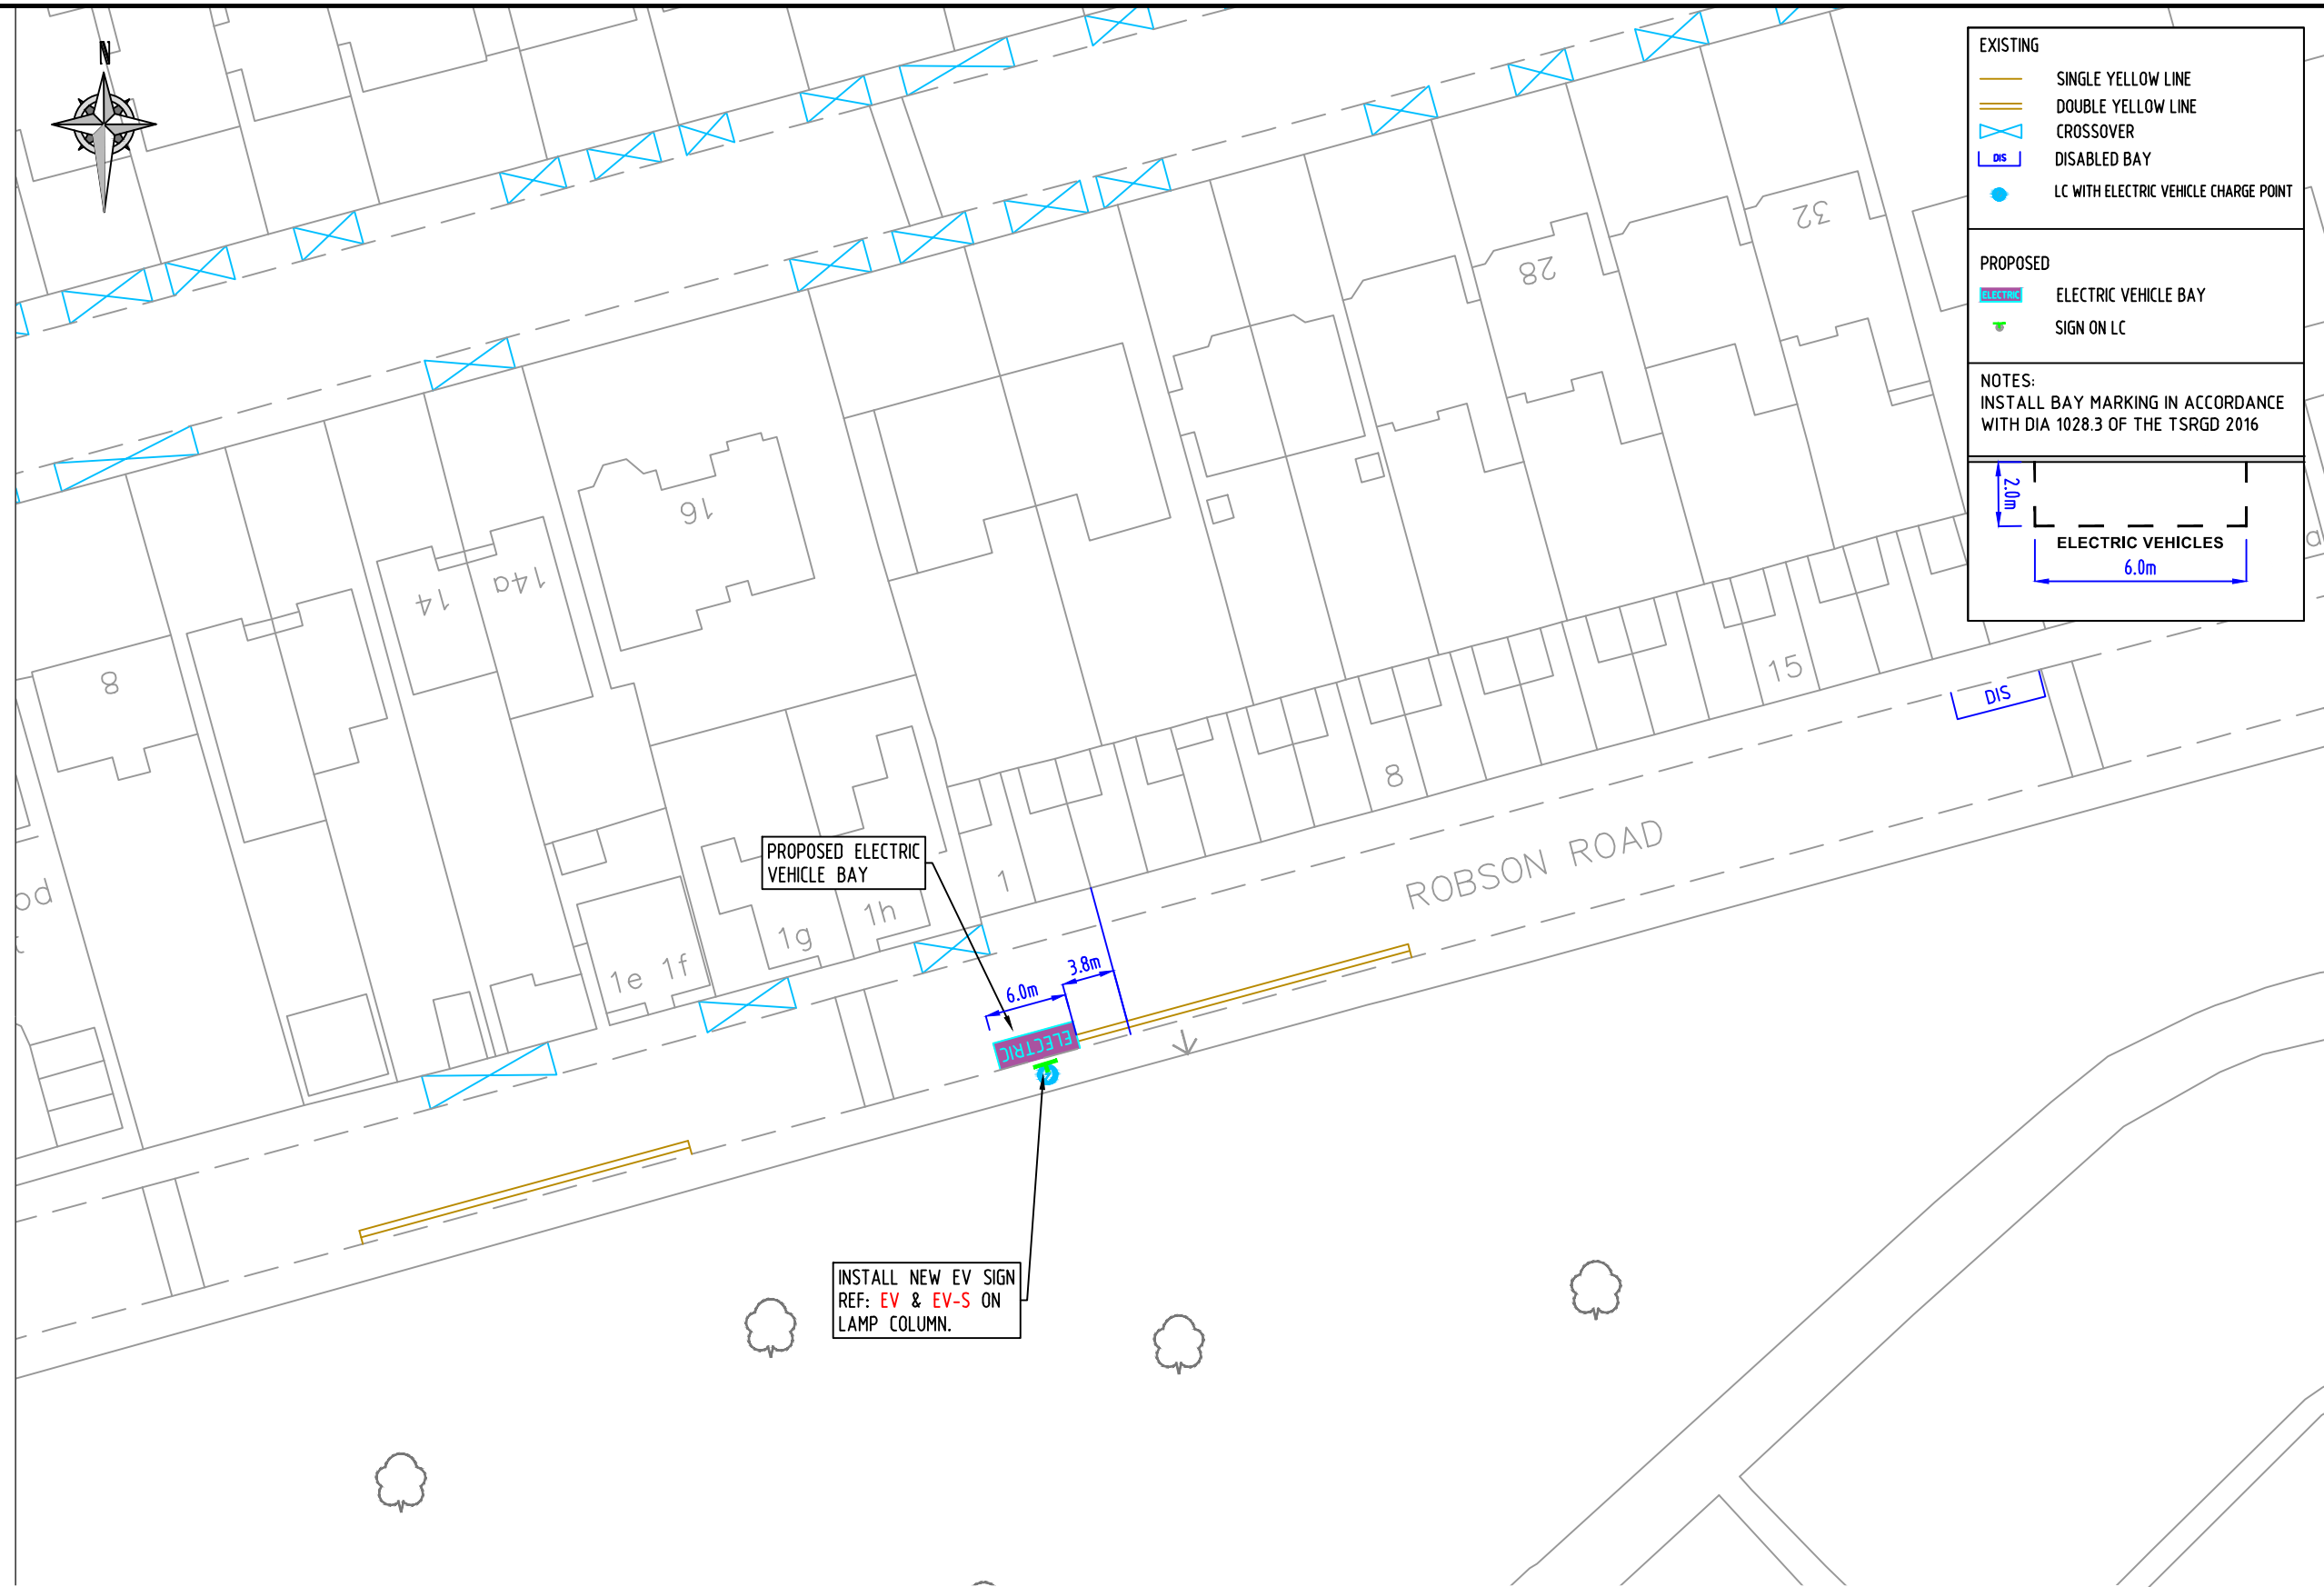 N
EXISTING
SINGLE YELLOW LINE
DOUBLE YELLOW LINE
CROSSOVER
DIS
DISABLED BAY
LC WITH ELECTRIC VEHICLE CHARGE POINT
PROPOSED
ELECTRIC
ELECTRIC VEHICLE BAY
SIGN ON LC
NOTES:
INSTALL BAY MARKING IN ACCORDANCE
WITH DIA 1028.3 OF THE TSRGD 2016
2.0m
ELECTRIC VEHICLES
6.0m
32
28
16
14a
14
8
15
DIS
8
ROBSON ROAD
PROPOSED ELECTRIC
VEHICLE BAY
1
1h
1g
1e 1f
3.8m
6.0m
ELECTRIC
INSTALL NEW EV SIGN
REF: EV & EV-S ON
LAMP COLUMN.